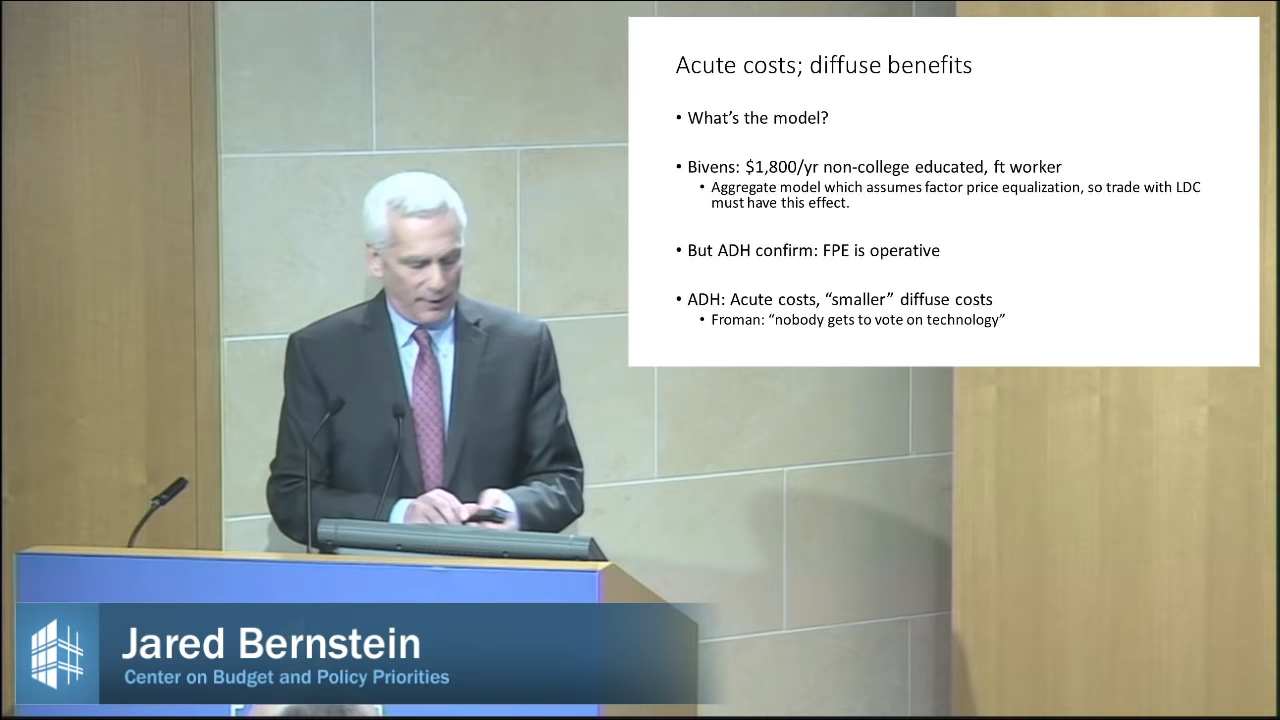 Acute costs; diffuse benefits
• What's the model?
• Bivens: $1,800/yr non-college educated, ft worker
• Aggregate model which assumes factor price equalization, so trade with LDC
must have this effect.
• But ADH confirm: FPE is operative
• ADH: Acute costs, “smaller” diffuse costs
• Froman: “nobody gets to vote on technology”
Jared Bernstein
Center on Budget and Policy Priorities